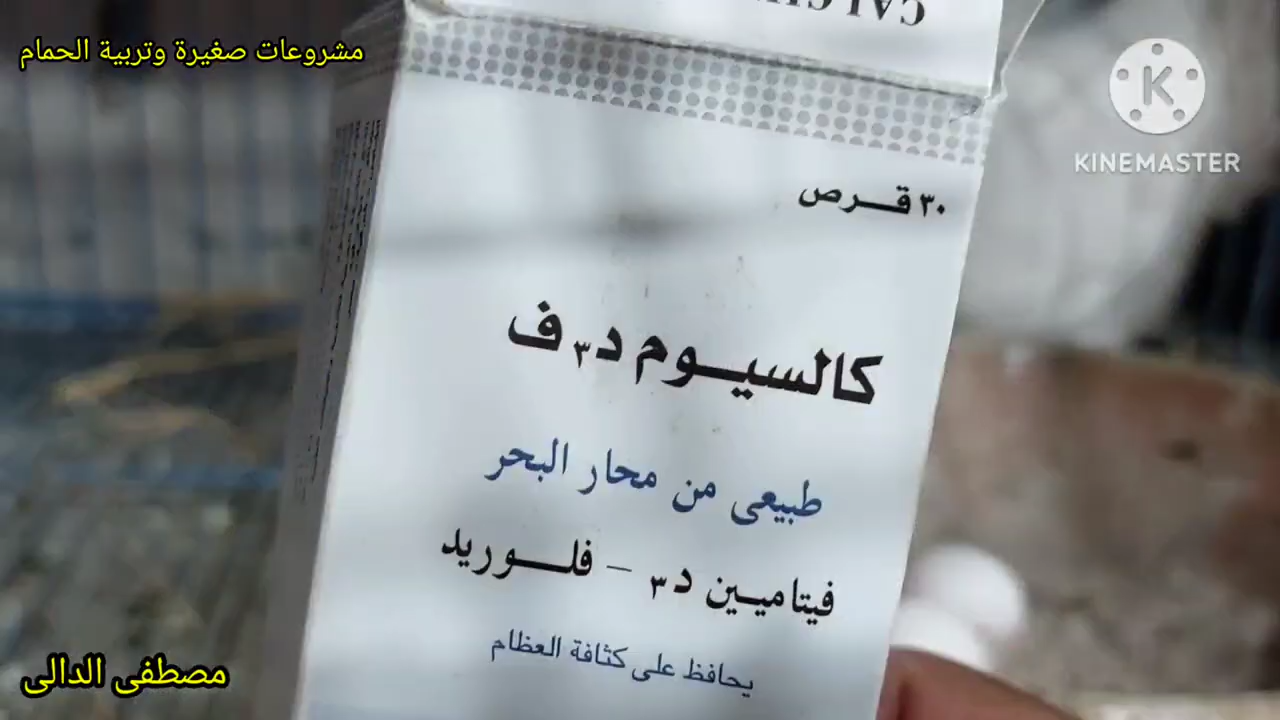 مشروعات صغيرة وتربية الحمام
KINEMASTER
٣٠ قرص
كالسيوم د٣ ف
طبيعى من محار البحر
فيتامين د٣ – فلوريد
يحافظ على كثافة العظام
مصطفى الدالى